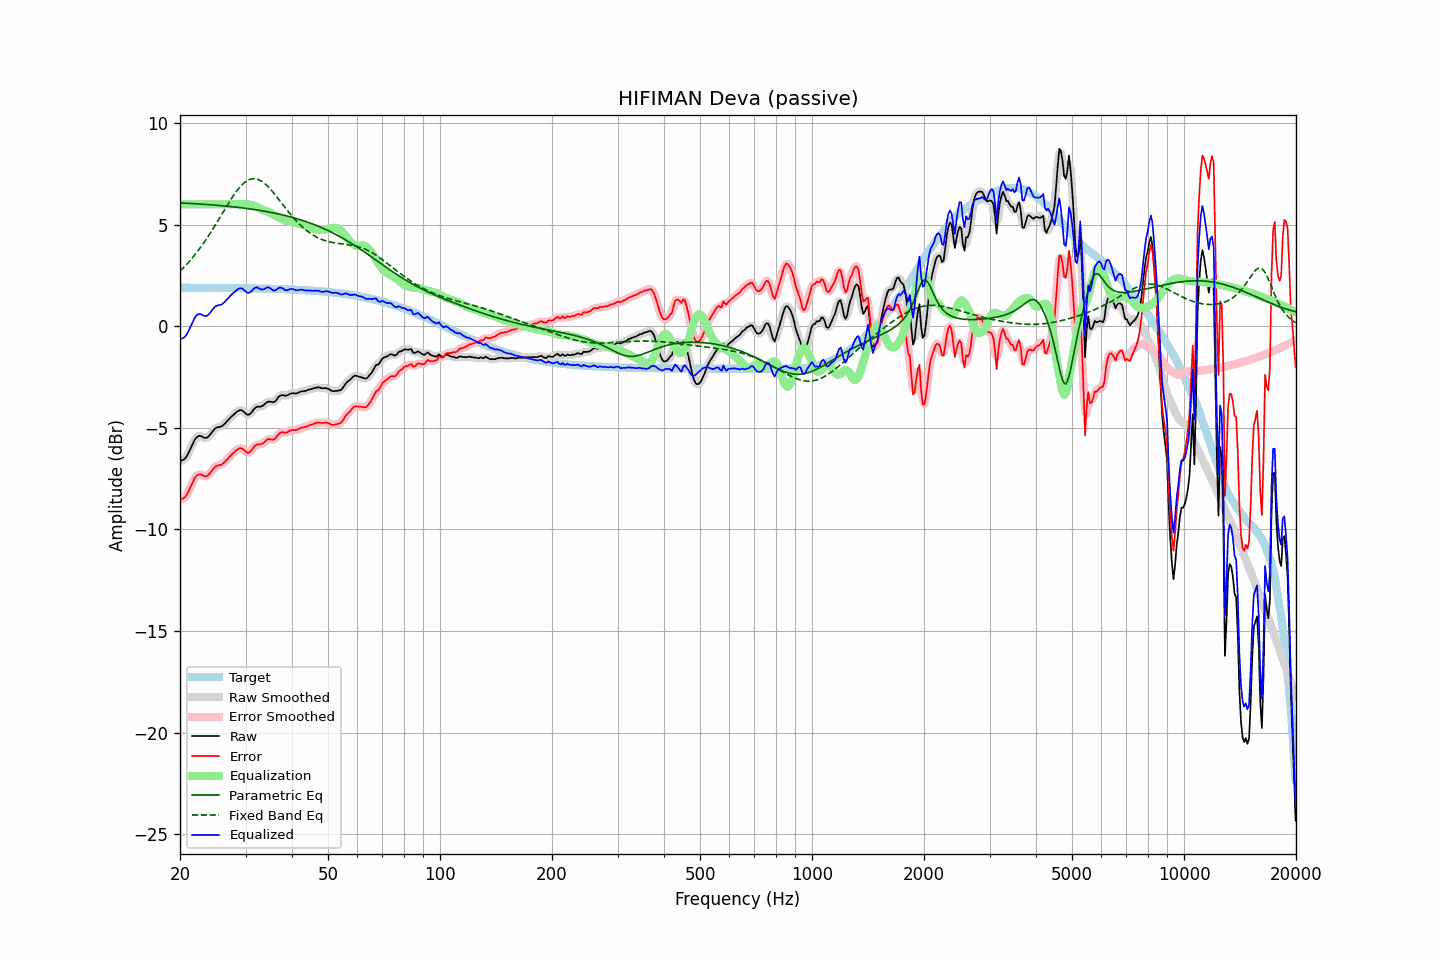 HIFIMAN Deva (passive)
10
5
0
−5
−10
−15
−20
−25
Amplitude (dBr)
Target
Raw Smoothed
Error Smoothed
Raw
Error
Equalization
Parametric Eq
Fixed Band Eq
Equalized
20
50
100
200
500
1000
2000
5000
10000
20000
Frequency (Hz)